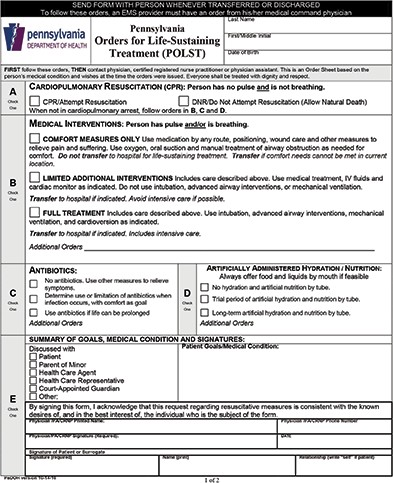 SEND FORM WITH PERSON WHENEVER TRANSFERRED OR DISCHARGED
To follow these orders, an EMS provider must have an order from his/her medical command physician
pennsylvania
DEPARTMENT OF HEALTH
Pennsylvania
Orders for Life-Sustaining
Treatment (POLST)
Last Name
First/Middle Initial
Date of Birth
FIRST follow these orders, THEN contact physician, certified registered nurse practitioner or physician assistant. This is an Order Sheet based on
the person's medical condition and wishes at the time the orders were issued. Everyone shall be treated with dignity and respect.
A
Check
One
CARDIOPULMONARY RESUSCITATION (CPR): Person has no pulse and is not breathing.
CPR/Attempt Resuscitation
DNR/Do Not Attempt Resuscitation (Allow Natural Death)
When not in cardiopulmonary arrest, follow orders in B, C and D.
B
Check
One
MEDICAL INTERVENTIONS: Person has pulse and/or is breathing.
COMFORT MEASURES ONLY Use medication by any route, positioning, wound care and other measures to
relieve pain and suffering. Use oxygen, oral suction and manual treatment of airway obstruction as needed for
comfort. Do not transfer to hospital for life-sustaining treatment. Transfer if comfort needs cannot be met in current
location.
LIMITED ADDITIONAL INTERVENTIONS Includes care described above. Use medical treatment, IV fluids and
cardiac monitor as indicated. Do not use intubation, advanced airway interventions, or mechanical ventilation.
Transfer to hospital if indicated. Avoid intensive care if possible.
FULL TREATMENT Includes care described above. Use intubation, advanced airway interventions, mechanical
ventilation, and cardioversion as indicated.
Transfer to hospital if indicated. Includes intensive care.
Additional Orders
C
Check
One
ANTIBIOTICS:
No antibiotics. Use other measures to relieve
symptoms.
Determine use or limitation of antibiotics when
infection occurs, with comfort as goal
Use antibiotics if life can be prolonged
Additional Orders
D
Check
One
ARTIFICIALLY ADMINISTERED HYDRATION / NUTRITION:
Always offer food and liquids by mouth if feasible
No hydration and artificial nutrition by tube.
Trial period of artificial hydration and nutrition by tube.
Long-term artificial hydration and nutrition by tube.
Additional Orders
E
Check
One
SUMMARY OF GOALS, MEDICAL CONDITION AND SIGNATURES:
Discussed with
Patient
Parent of Minor
Health Care Agent
Health Care Representative
Court-Appointed Guardian
Other:
Patient Goals/Medical Condition:
By signing this form, I acknowledge that this request regarding resuscitative measures is consistent with the known
desires of, and in the best interest of, the individual who is the subject of the form.
Physician /PA/CRNP Printed Name:
Physician /PA/CRNP Phone Number
Physician/PA/CRNP Signature (Required):
DATE
Signature of Patient or Surrogate
Signature (required)
Name (print)
Relationship (write "self" if patient)
PaDOH version 10-14-10
1 of 2